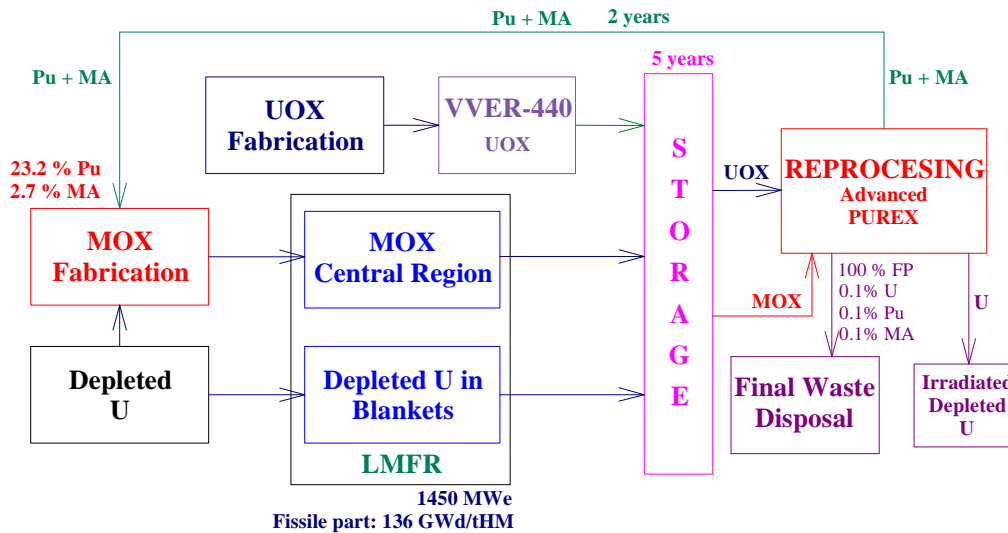 Pu + MA 2 years
Pu + MA
5 years
Pu + MA
UOX
Fabrication
VVER-440
UOX
S
T
O
R
A
G
E
UOX
REPROCESING
Advanced
PUREX
23.2 % Pu
2.7 % MA
MOX
Fabrication
MOX
Central Region
MOX
100 % FP
0.1% U
0.1% Pu
0.1% MA
U
Depleted
U
Depleted U in
Blankets
LMFR
Final Waste
Disposal
Irradiated
Depleted
U
1450 MWe
Fissile part: 136 GWd/tHM